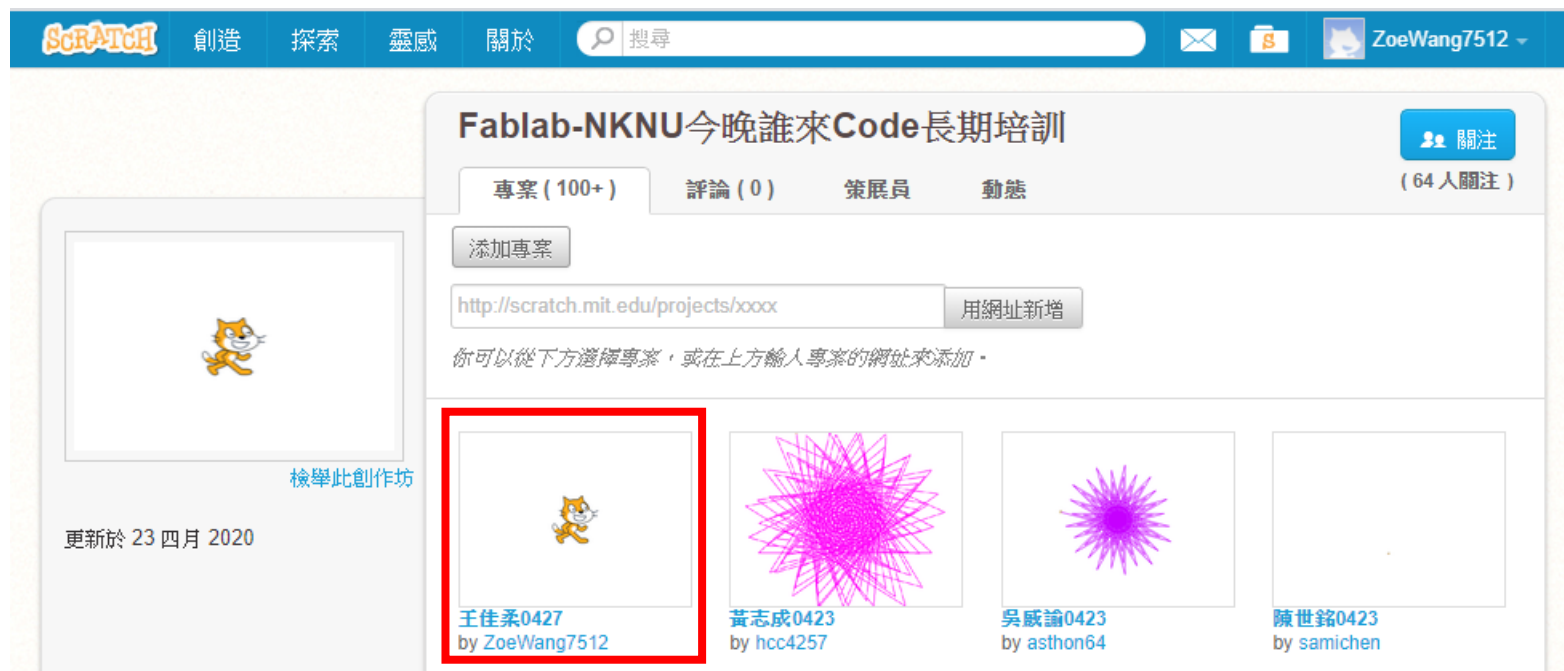 SCRATCH 創造 探索 靈感 關於 搜尋 S ZoeWang7512
Fablab-NKNU今晚誰來Code長期培訓
關注
(64人關注)
專案 ( 100+ ) 評論 ( 0 ) 策展員 動態
添加專案
http://scratch.mit.edu/projects/xxxx 用網址新增
你可以從下方選擇專案，或在上方輸入專案的網址來添加。
檢舉此創作坊
更新於 23 四月 2020
王佳柔0427 黃志成0423 吳威諭0423 陳世銘0423
by ZoeWang7512 by hcc4257 by asthon64 by samichen